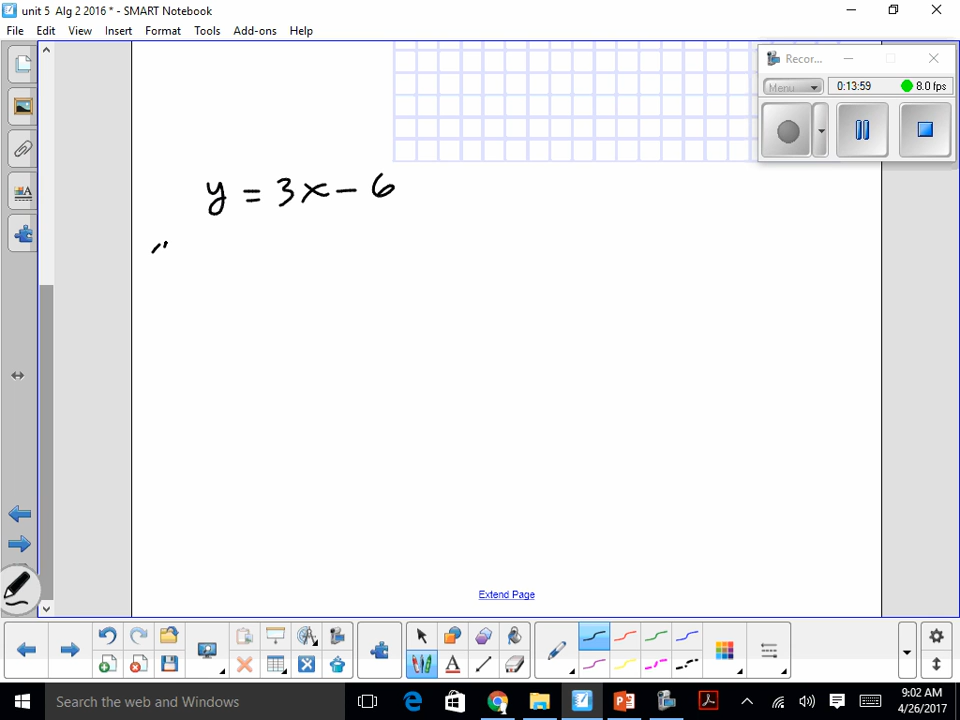 unit 5 Alg 2 2016 * - SMART Notebook
File Edit View Insert Format Tools Add-ons Help
Recor...
Menu 0:13:59 8.0 fps
y = 3x - 6
Extend Page
A
Search the web and Windows
9:02 AM
4/26/2017